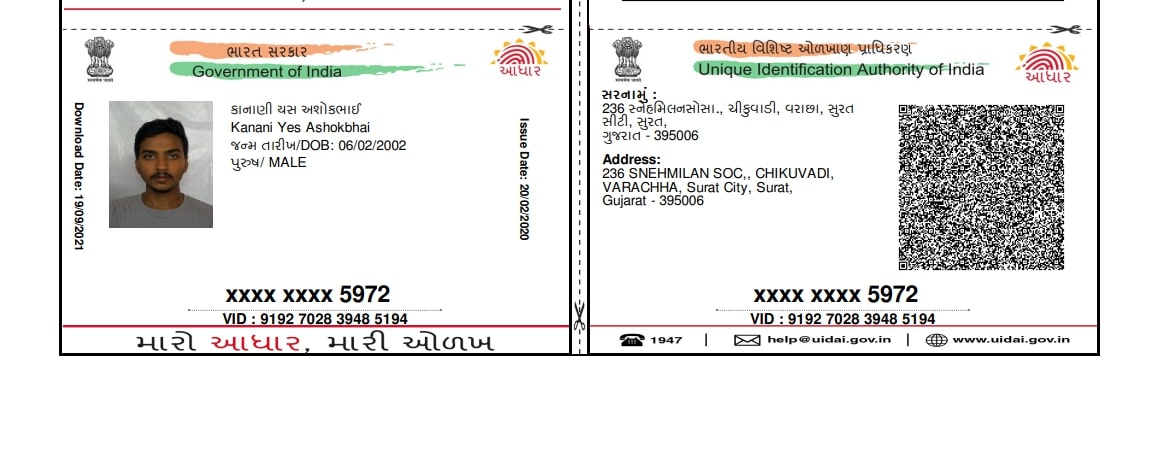 ભારત સરકાર
Government of India
આધાર
Download Date: 19/09/2021
કાનાણી યસ અશોકભાઈ
Kanani Yes Ashokbhai
જન્મ તારીખ/DOB: 06/02/2002
પુરુષ/ MALE
Issue Date: 20/02/2020
xxxx xxxx 5972
VID : 9192 7028 3948 5194
મારો આધાર, મારી ઓળખ
ભારતીય વિશિષ્ટ ઓળખાણ પ્રાધિકરણ
Unique Identification Authority of India
આધાર
સરનામું :
236 સ્નેહમિલનસોસા., ચીકુવાડી, વરાછા, સુરત
સીટી, સુરત,
ગુજરાત - 395006
Address:
236 SNEHMILAN SOC,, CHIKUVADI,
VARACHHA, Surat City, Surat,
Gujarat - 395006
xxxx xxxx 5972
VID : 9192 7028 3948 5194
1947 | help@uidai.gov.in | www.uidai.gov.in